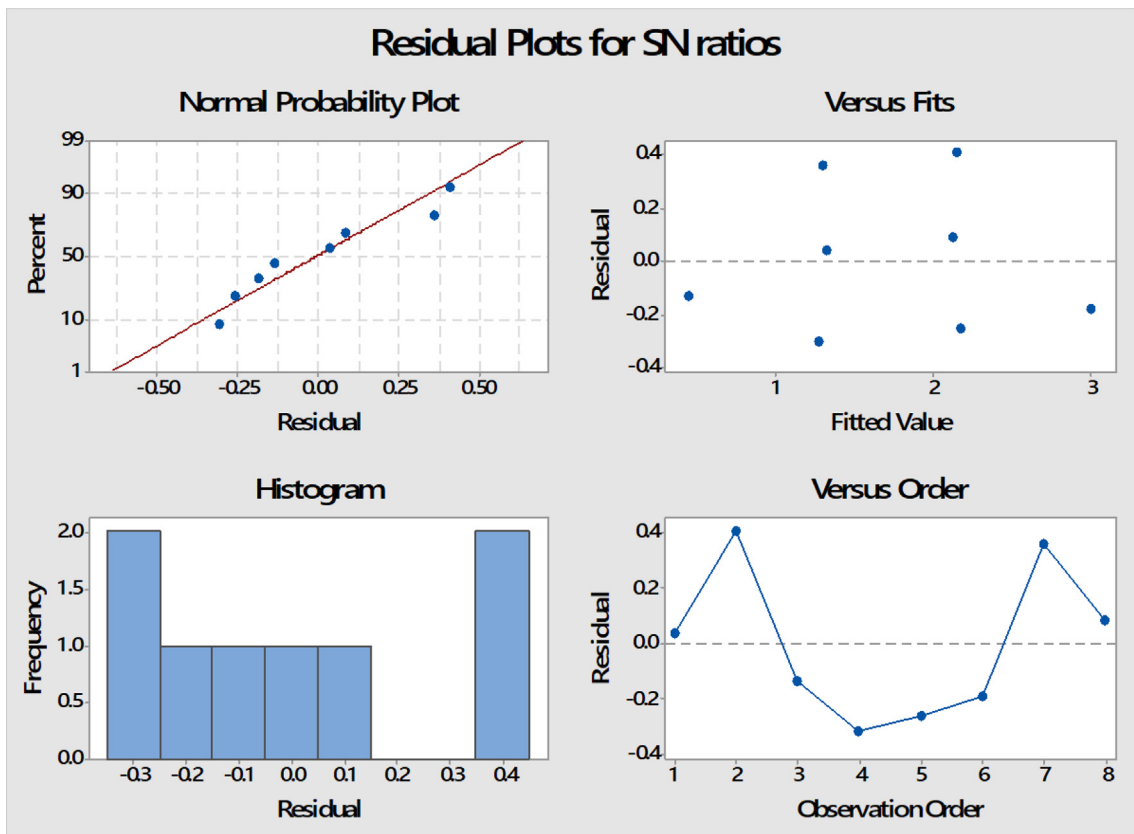 Residual Plots for SN ratios
Normal Probability Plot
99
90
50
10
1
Percent
-0.50 -0.25 0.00 0.25 0.50
Residual
Versus Fits
0.4
0.2
0.0
-0.2
-0.4
Residual
1 2 3
Fitted Value
Histogram
2.0
1.5
1.0
0.5
0.0
Frequency
-0.3 -0.2 -0.1 0.0 0.1 0.2 0.3 0.4
Residual
Versus Order
0.4
0.2
0.0
-0.2
-0.4
Residual
1 2 3 4 5 6 7 8
Observation Order